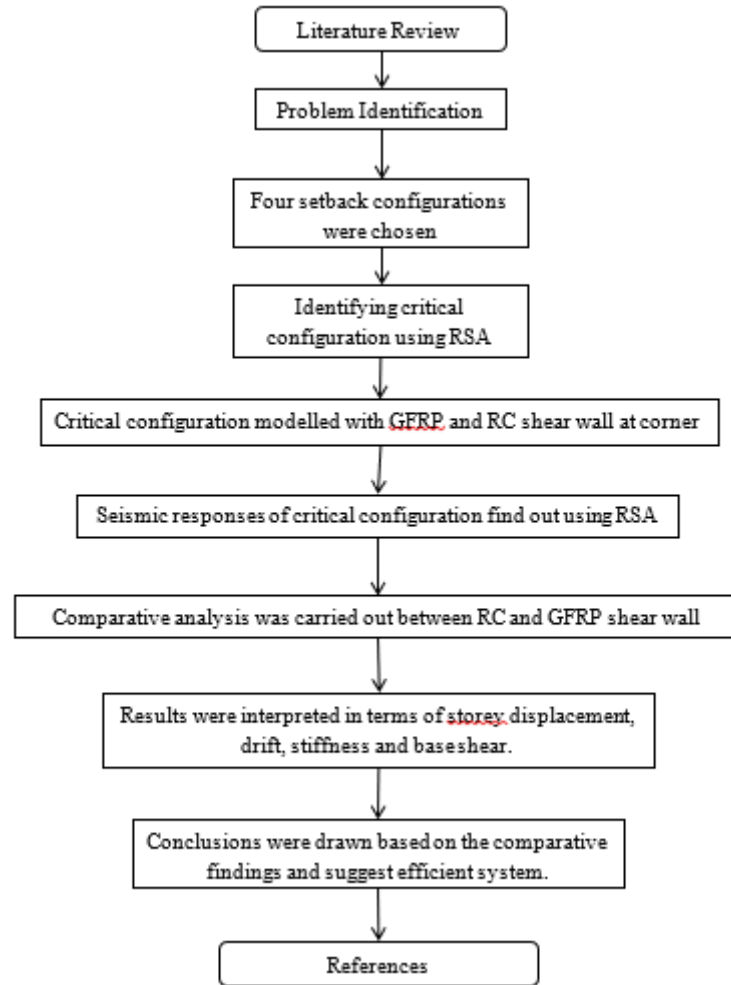 Literature Review
Problem Identification
Four setback configurations
were chosen
Identifying critical
configuration using RSA
Critical configuration modelled with GFRP and RC shear wall at corner
Seismic responses of critical configuration find out using RSA
Comparative analysis was carried out between RC and GFRP shear wall
Results were interpreted in terms of storey displacement,
drift, stiffness and base shear.
Conclusions were drawn based on the comparative
findings and suggest efficient system.
References